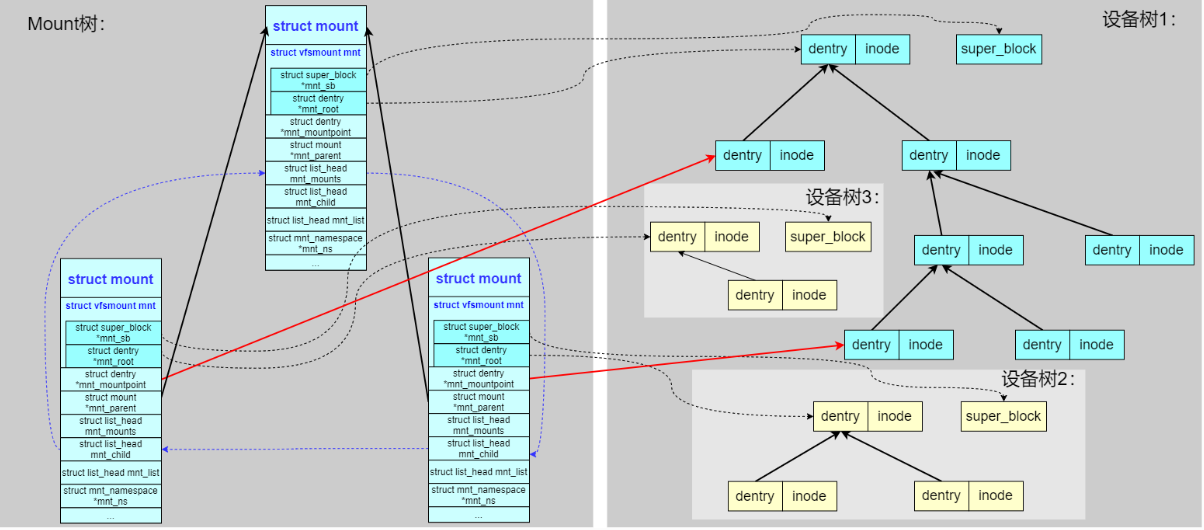 Mount树：
struct mount
struct vfsmount mnt
struct super_block
*mnt_sb
struct dentry
*mnt_root
struct dentry
*mnt_mountpoint
struct mount
*mnt_parent
struct list_head
mnt_mounts
struct list_head
mnt_child
struct list_head mnt_list
struct mnt_namespace
*mnt_ns
...
struct mount
struct vfsmount mnt
struct super_block
*mnt_sb
struct dentry
*mnt_root
struct dentry
*mnt_mountpoint
struct mount
*mnt_parent
struct list_head
mnt_mounts
struct list_head
mnt_child
struct list_head mnt_list
struct mnt_namespace
*mnt_ns
...
struct mount
struct vfsmount mnt
struct super_block
*mnt_sb
struct dentry
*mnt_root
struct dentry
*mnt_mountpoint
struct mount
*mnt_parent
struct list_head
mnt_mounts
struct list_head
mnt_child
struct list_head mnt_list
struct mnt_namespace
*mnt_ns
...
设备树1：
dentry inode super_block
dentry inode dentry inode
设备树3：
dentry inode super_block
dentry inode
dentry inode dentry inode
dentry inode dentry inode
设备树2：
dentry inode super_block
dentry inode dentry inode